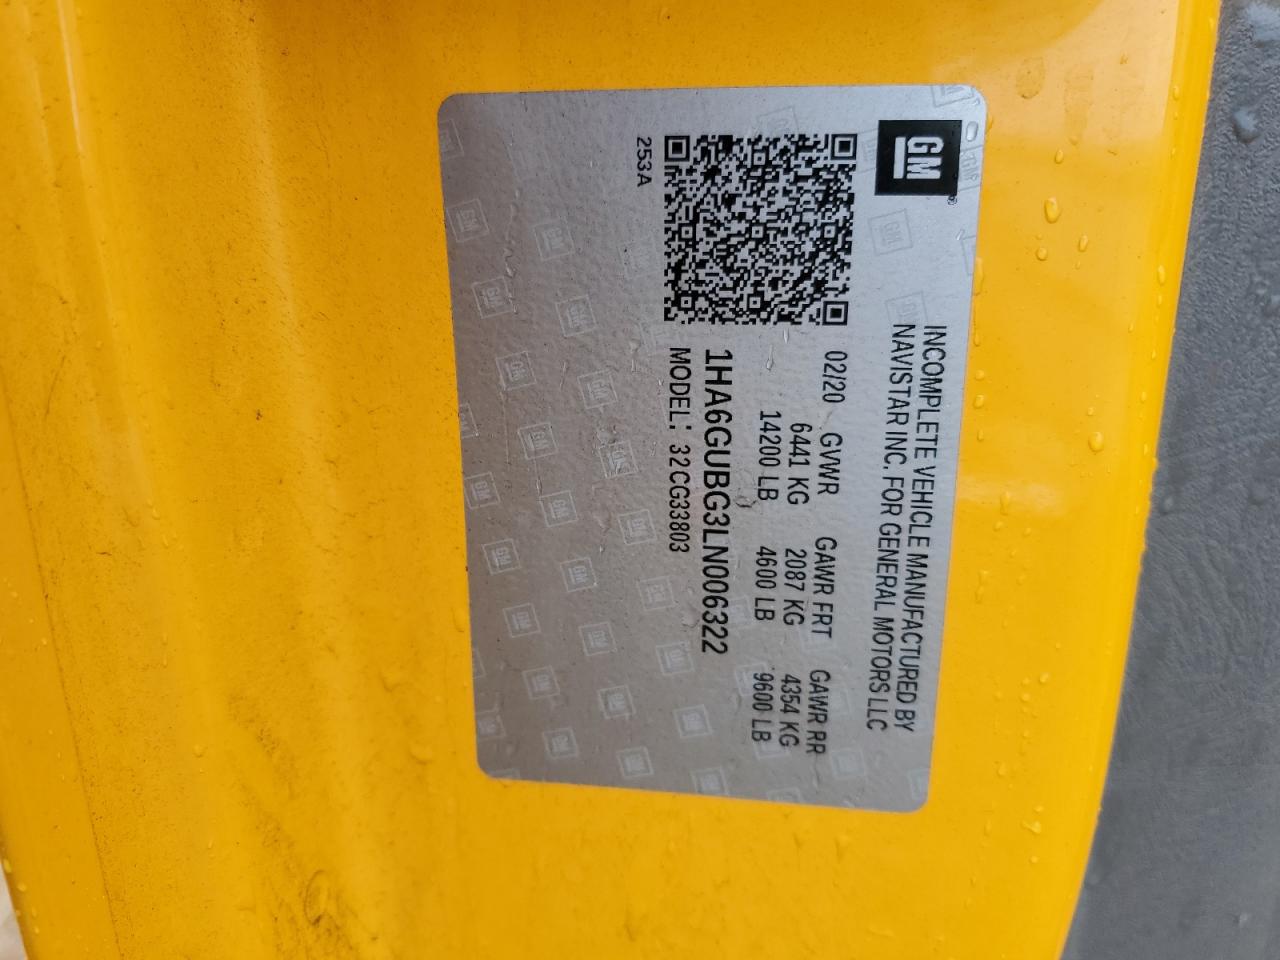 GM
INCOMPLETE VEHICLE MANUFACTURED BY
NAVISTAR INC. FOR GENERAL MOTORS LLC
02/20 GVWR GAWR FRT GAWR RR
6441 KG 2087 KG 4354 KG
14200 LB 4600 LB 9600 LB
1HA6GUBG3LN006322
MODEL: 32CG33803
253A